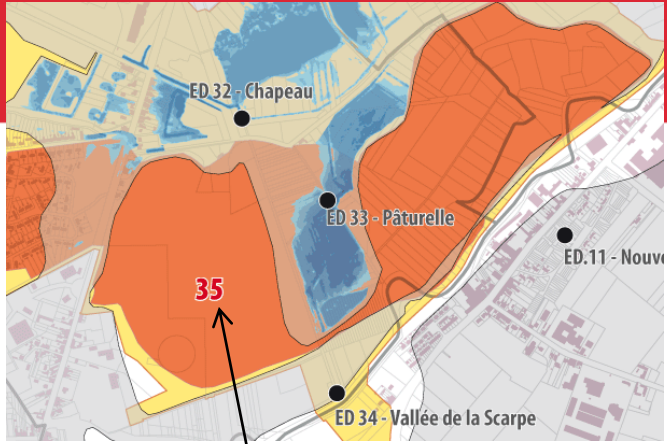 ED 32 - Chapeau
ED 33 - Pâturelle
ED.11 - Nouve
35
ED 34 - Vallée de la Scarpe